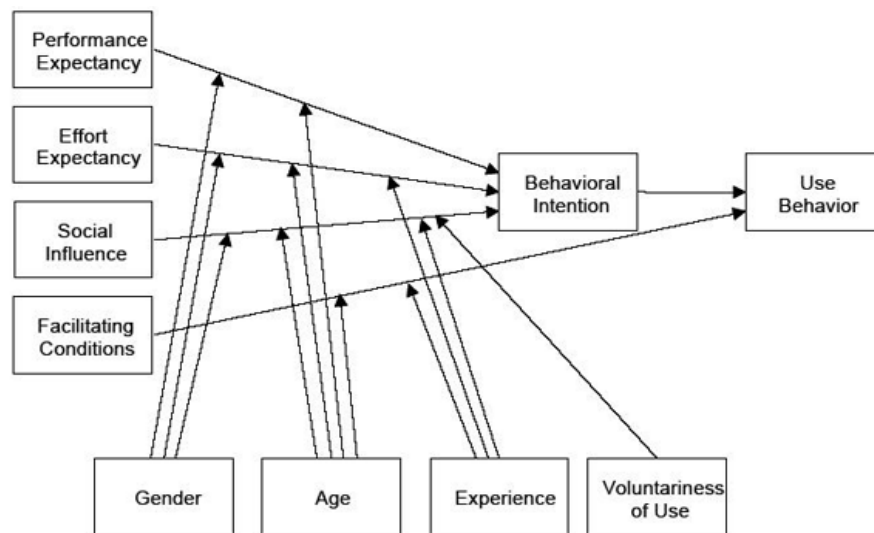 Performance
Expectancy
Effort
Expectancy
Social
Influence
Facilitating
Conditions
Behavioral
Intention
Use
Behavior
Gender
Age
Experience
Voluntariness
of Use